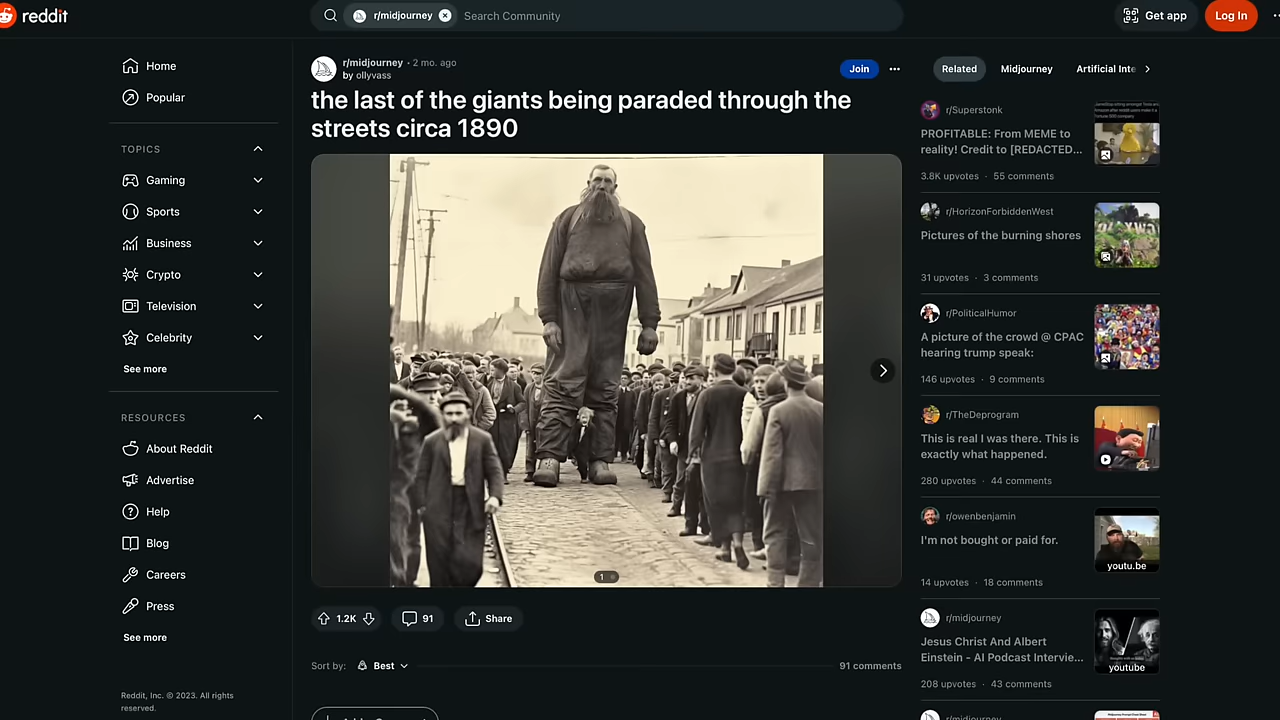 reddit
r/midjourney
Search Community
Get app
Log In
Home
Popular
TOPICS
Gaming
Sports
Business
Crypto
Television
Celebrity
See more
RESOURCES
About Reddit
Advertise
Help
Blog
Careers
Press
See more
Reddit, Inc. © 2023. All rights
reserved.
r/midjourney · 2 mo. ago
by ollyvass
Join
the last of the giants being paraded through the
streets circa 1890
1
1.2K
91
Share
Sort by: Best
91 comments
Related
Midjourney
Artificial Inte
r/Superstonk
PROFITABLE: From MEME to
reality! Credit to [REDACTED...
3.8K upvotes · 55 comments
r/HorizonForbiddenWest
Pictures of the burning shores
31 upvotes · 3 comments
r/PoliticalHumor
A picture of the crowd @ CPAC
hearing trump speak:
146 upvotes · 9 comments
r/TheDeprogram
This is real I was there. This is
exactly what happened.
280 upvotes · 44 comments
r/owenbenjamin
I'm not bought or paid for.
youtu.be
14 upvotes · 18 comments
r/midjourney
Jesus Christ And Albert
Einstein - AI Podcast Intervie...
youtube
208 upvotes · 43 comments
r/midjourney